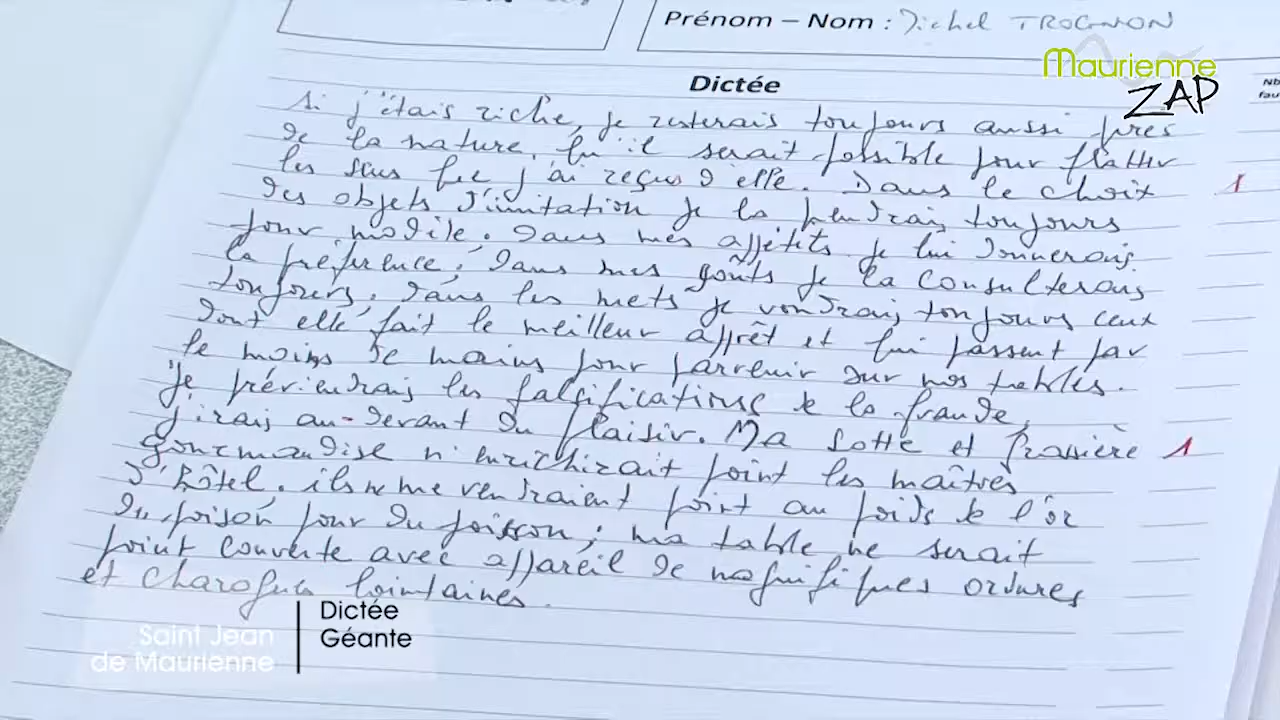 Prénom – Nom : Michel TROGNON
Maurienne
ZAP
Dictée
Nb
fau
Si j'étais riche, je resterais toujours aussi près
de la nature, qu'il serait possible pour flatter
les sens que j'ai reçus d'elle. Dans le choix
1
des objets d'imitation je la prendrais toujours
pour modèle. Dans mes appétits je lui donnerais
la préférence ; Dans mes goûts je la consulterais
toujours, Dans les mets je voudrais toujours ceux
dont elle fait le meilleur apprêt et qui passent par
le moins de mains pour parvenir sur nos tables.
Je préviendrais les falsifications de la fraude,
j'irais au-devant du plaisir. Ma sotte et grossière
1
gourmandise n'enrichirait point les maîtres
d'hôtel. ils ne me vendraient point au poids de l'or
du poison pour du poisson ; ma table ne serait
point couverte avec appareil de magnifiques ordures
et charognes lointaines.
Saint Jean
de Maurienne
Dictée
Géante